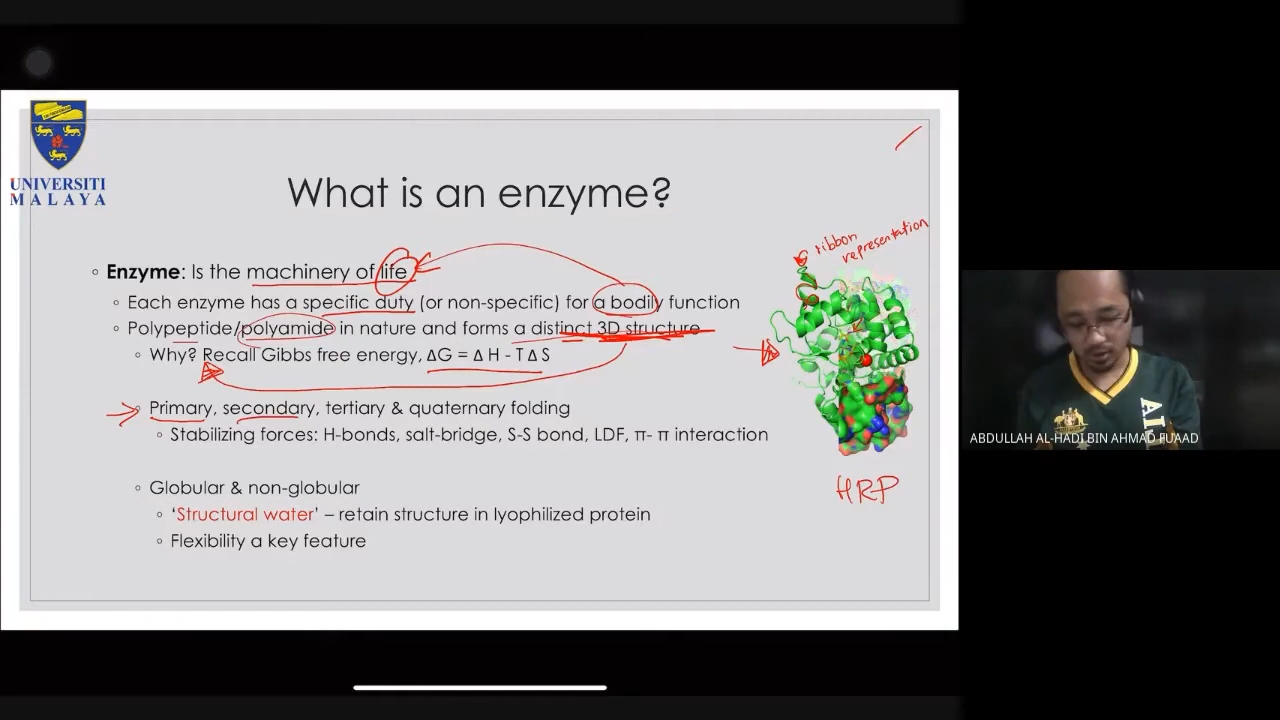 UNIVERSITI
MALAYA
What is an enzyme?
ribbon
representation
◦ Enzyme: Is the machinery of life
◦ Each enzyme has a specific duty (or non-specific) for a bodily function
◦ Polypeptide/polyamide in nature and forms a distinct 3D structure
◦ Why? Recall Gibbs free energy, ΔG = Δ H - T Δ S
◦ Primary, secondary, tertiary & quaternary folding
◦ Stabilizing forces: H-bonds, salt-bridge, S-S bond, LDF, π- π interaction
HRP
◦ Globular & non-globular
◦ 'Structural water' – retain structure in lyophilized protein
◦ Flexibility a key feature
ABDULLAH AL-HADI BIN AHMAD FUAAD